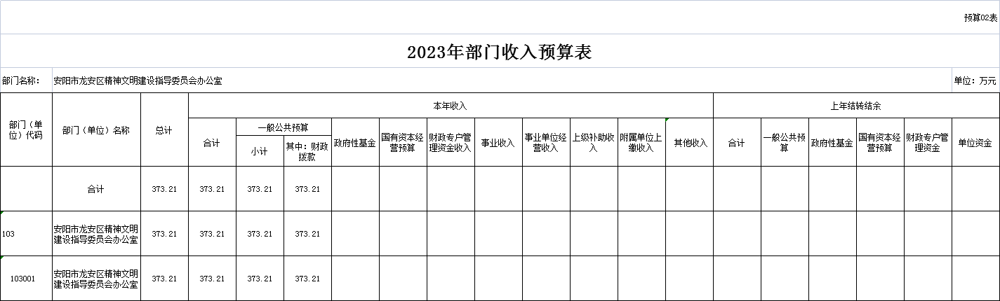 预算02表
2023年部门收入预算表
部门名称： 安阳市龙安区精神文明建设指导委员会办公室 单位：万元
部门（单
位）代码
部门（单位）名称
总计
本年收入
上年结转结余
合计
一般公共预算
小计
其中：财政
拨款
政府性基金
国有资本经
营预算
财政专户管
理资金收入
事业收入
事业单位经
营收入
上级补助收
入
附属单位上
缴收入
其他收入
合计
一般公共预
算
政府性基金
国有资本经
营预算
财政专户管
理资金
单位资金
合计 373.21 373.21 373.21 373.21
103
安阳市龙安区精神文明
建设指导委员会办公室
373.21 373.21 373.21 373.21
103001
安阳市龙安区精神文明
建设指导委员会办公室
373.21 373.21 373.21 373.21